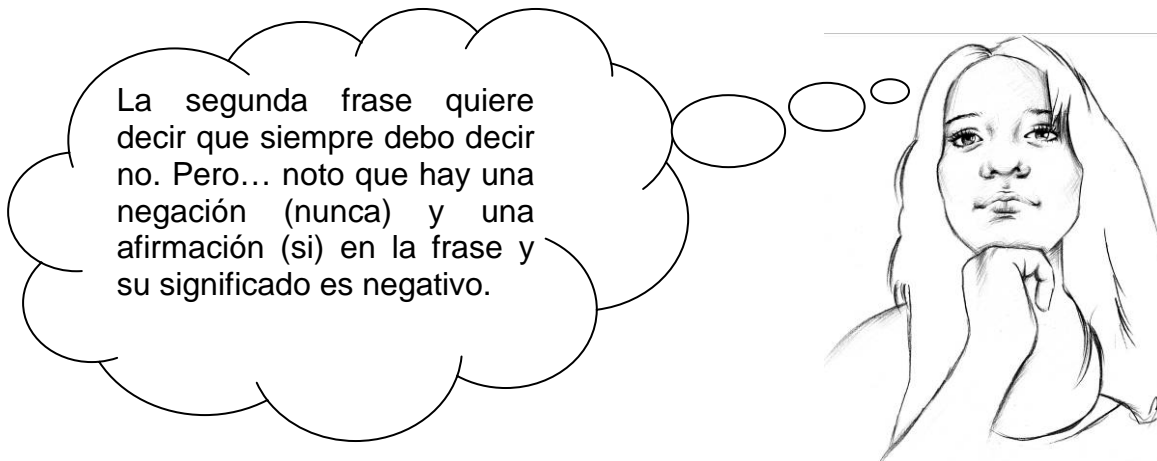 La segunda frase quiere
decir que siempre debo decir
no. Pero… noto que hay una
negación (nunca) y una
afirmación (si) en la frase y
su significado es negativo.